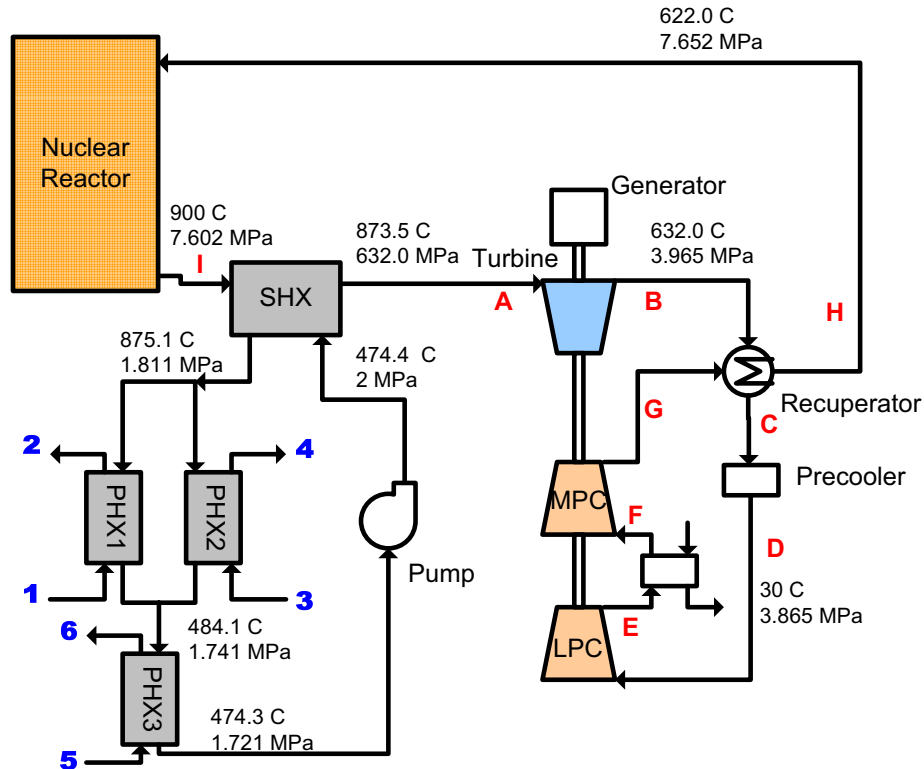 622.0 C
7.652 MPa
Nuclear
Reactor
Generator
900 C
7.602 MPa
I
873.5 C
632.0 MPa
Turbine
632.0 C
3.965 MPa
SHX
A
B
H
875.1 C
1.811 MPa
474.4 C
2 MPa
G
Recuperator
C
2
4
PHX1
PHX2
MPC
Precooler
F
D
Pump
1
3
30 C
3.865 MPa
E
6
484.1 C
1.741 MPa
LPC
PHX3
474.3 C
1.721 MPa
5